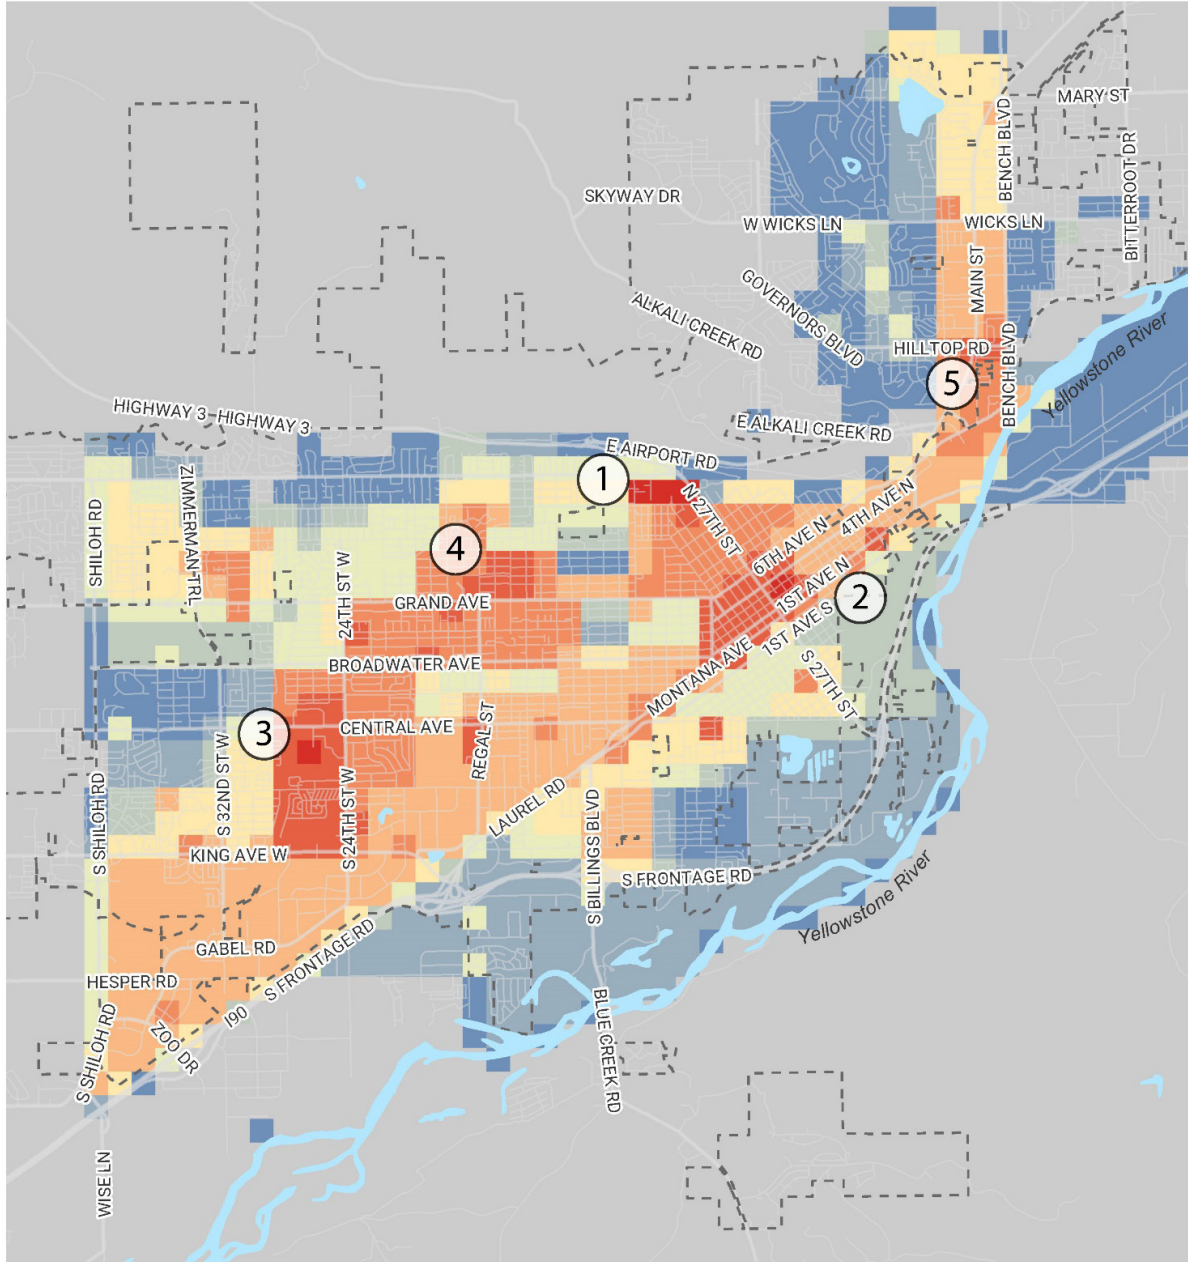 MARY ST
BENCH BLVD
BITTERROOT DR
SKYWAY DR
W WICKS LN
WICKS LN
MAIN ST
GOVERNORS BLVD
ALKALI CREEK RD
HILLTOP RD
BENCH BLVD
Yellowstone River
5
HIGHWAY 3
HIGHWAY 3
E ALKALI CREEK RD
E AIRPORT RD
1
ZIMMERMAN TRL
N 27TH ST
4TH AVE N
6TH AVE N
SHILOH RD
4
24TH ST W
GRAND AVE
1ST AVE N
2
1ST AVE S
BROADWATER AVE
MONTANA AVE
S 27TH ST
3
CENTRAL AVE
REGAL ST
S 32ND ST W
S SHILOH RD
S 24TH ST W
LAUREL RD
S BILLINGS BLVD
KING AVE W
S FRONTAGE RD
Yellowstone River
GABEL RD
S FRONTAGE RD
HESPER RD
I90
S SHILOH RD
ZOO DR
BLUE CREEK RD
WISE LN